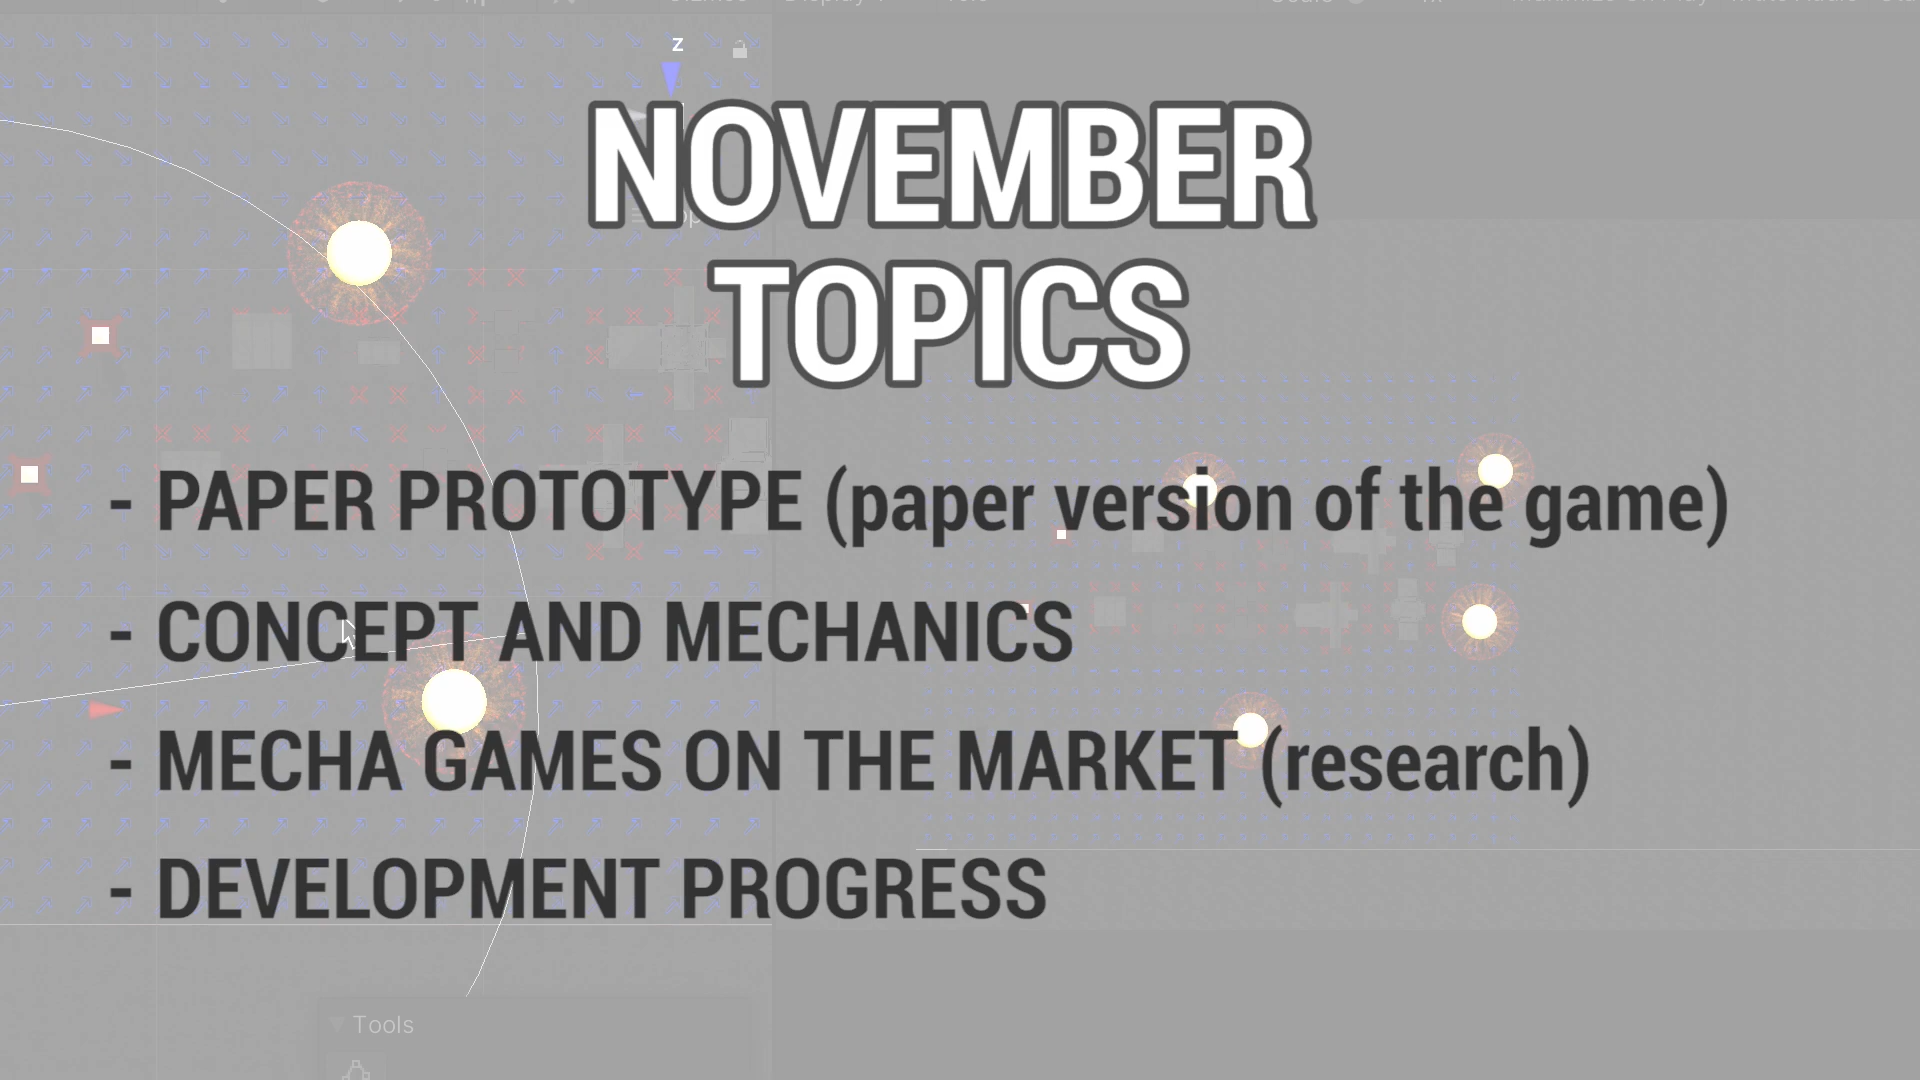 z
NOVEMBER
TOPICS
- PAPER PROTOTYPE (paper version of the game)
- CONCEPT AND MECHANICS
- MECHA GAMES ON THE MARKET (research)
- DEVELOPMENT PROGRESS
Tools